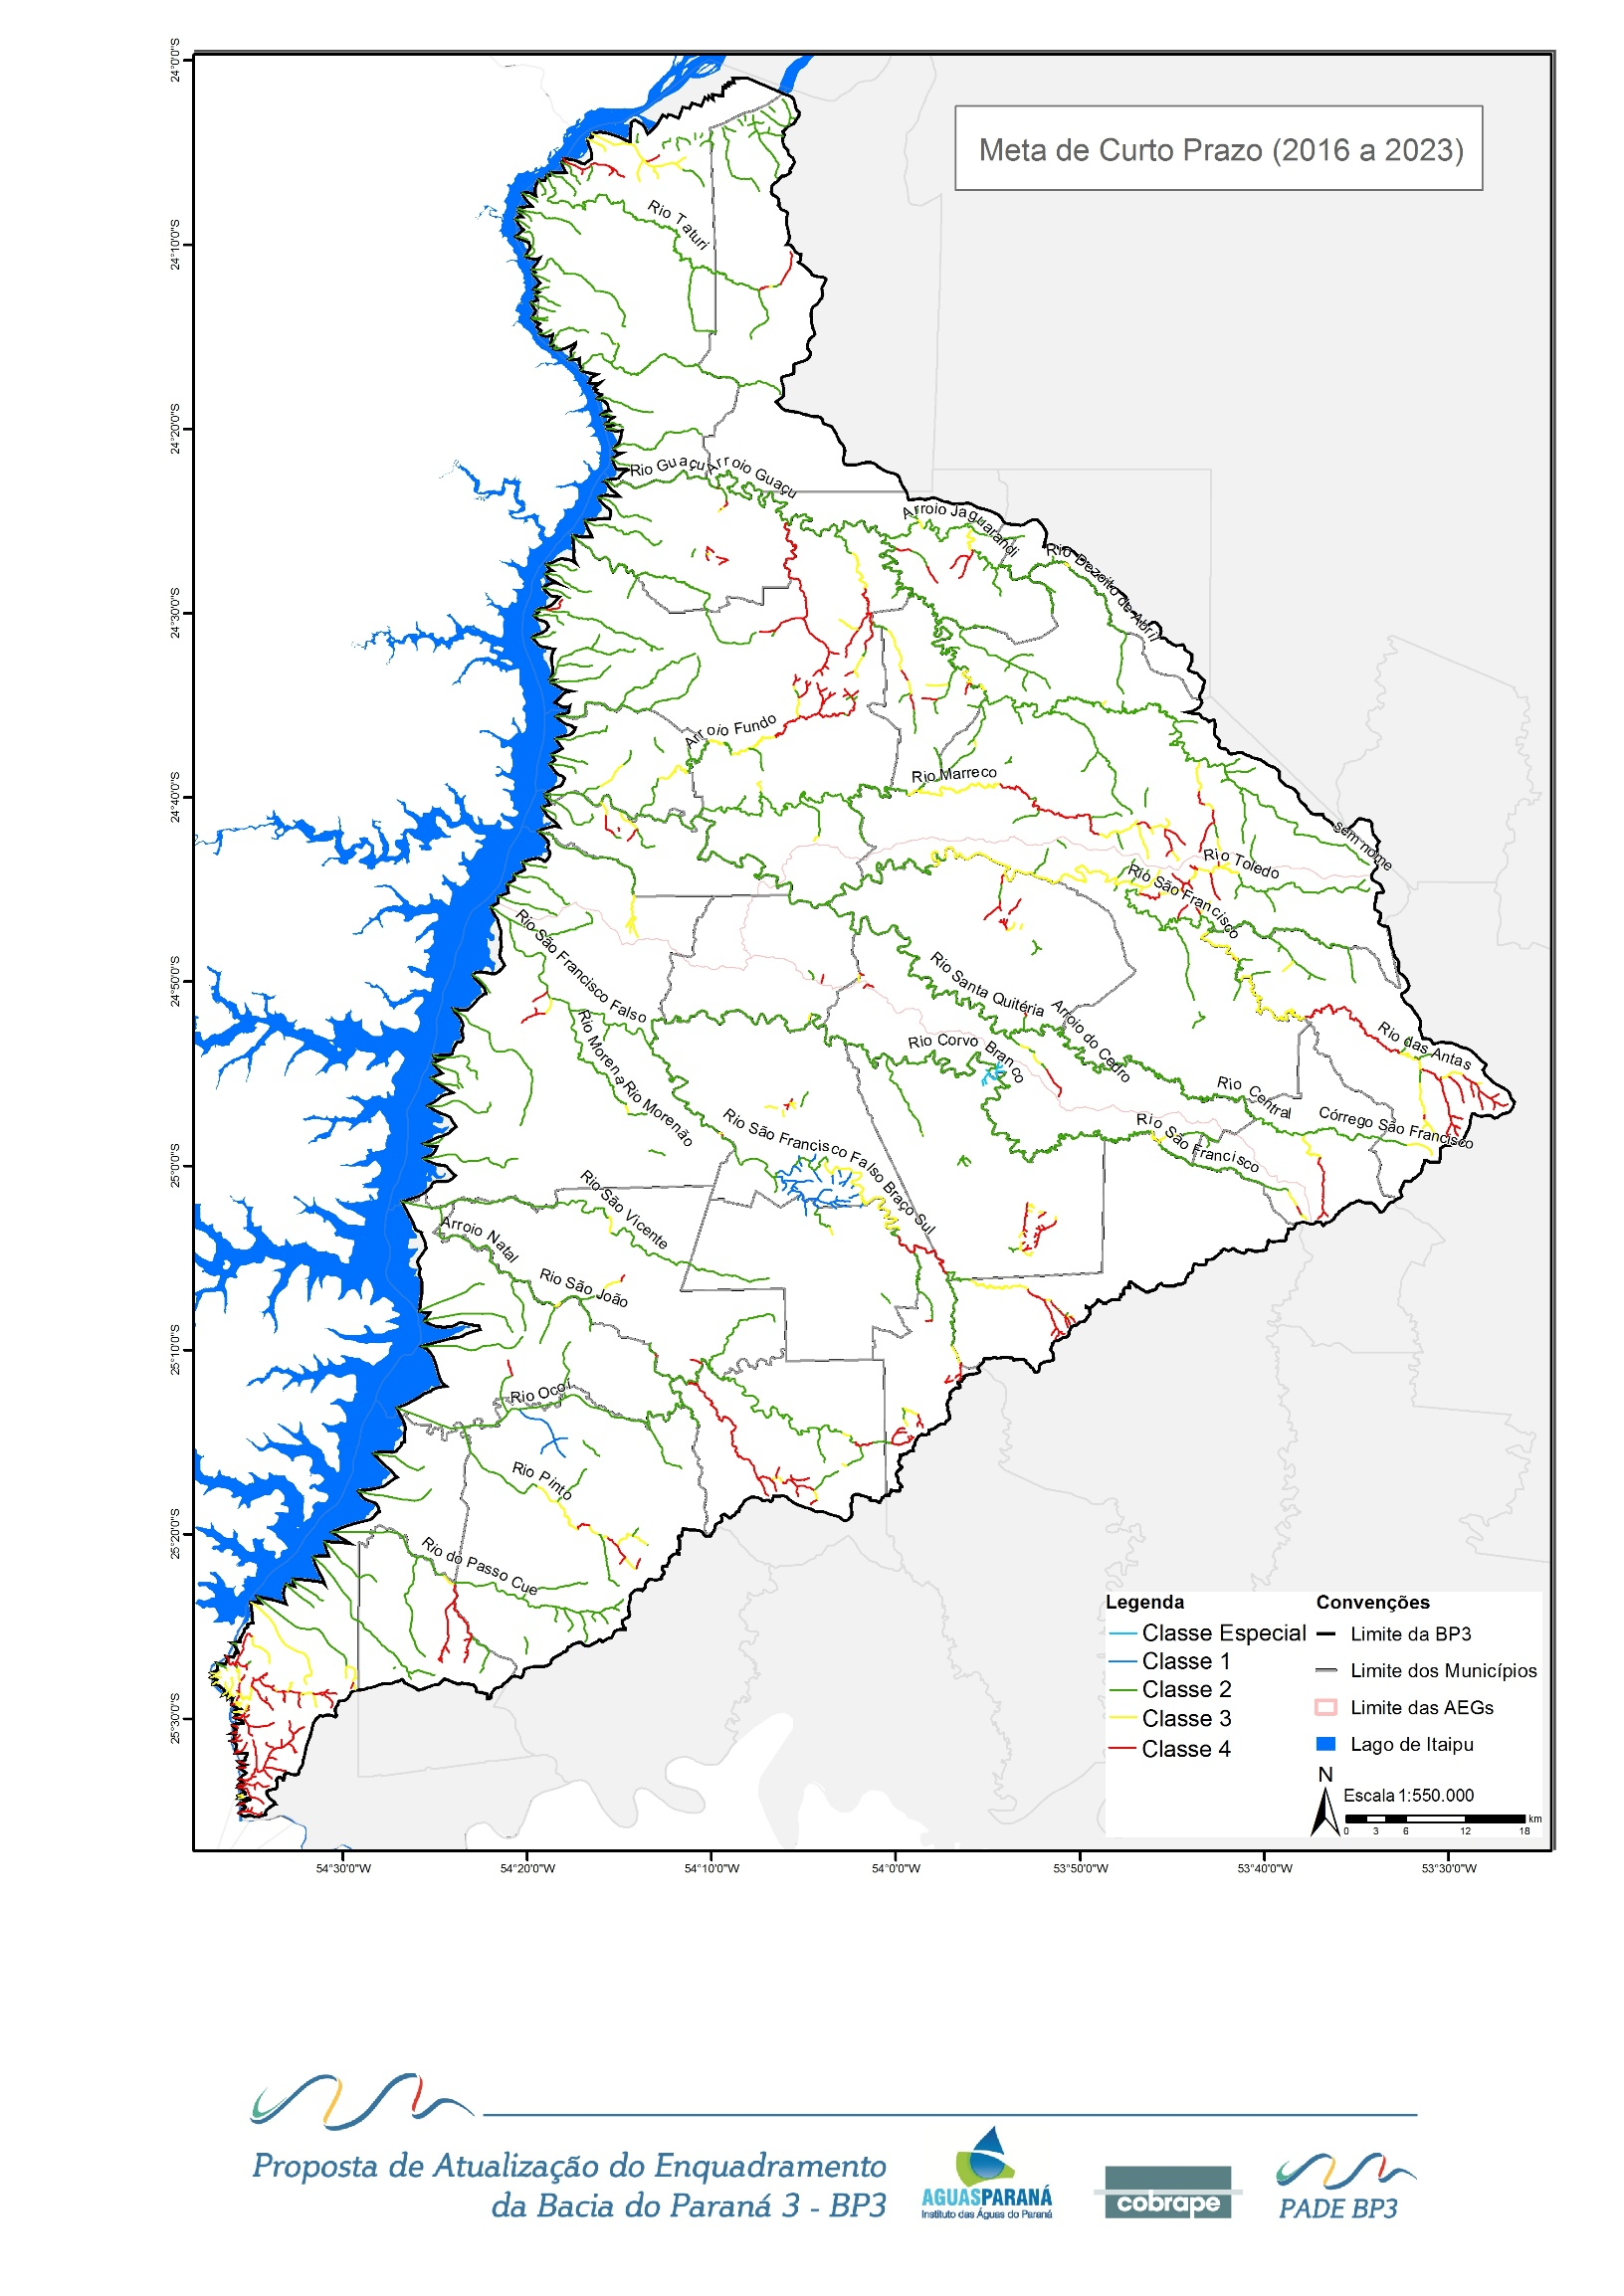 Meta de Curto Prazo (2016 a 2023)
24°0'0"S
24°10'0"S
24°20'0"S
24°30'0"S
24°40'0"S
24°50'0"S
25°0'0"S
25°10'0"S
25°20'0"S
25°30'0"S
Rio Taturi
Rio Guaçu
Arroio Guaçu
Arroio Jaguarandi
Rio Dezoito de Abril
Arroio Fundo
Rio Marreco
sem nome
Rio Toledo
Rio São Francisco
Rio São Francisco Falso
Rio Santa Quitéria
Arroio do Cedro
Rio Morena
Rio Morenão
Rio Corvo Branco
Rio das Antas
Rio Central
Córrego São Francisco
Rio São Francisco
Rio São Francisco Falso Braço Sul
Rio São Vicente
Arroio Natal
Rio São João
Rio Ocoí
Rio Pinto
Rio do Passo Cue
Legenda
Classe Especial
Classe 1
Classe 2
Classe 3
Classe 4
Convenções
Limite da BP3
Limite dos Municípios
Limite das AEGs
Lago de Itaipu
N
Escala 1:550.000
km
0 3 6 12 18
54°30'0"W 54°20'0"W 54°10'0"W 54°0'0"W 53°50'0"W 53°40'0"W 53°30'0"W
Proposta de Atualização do Enquadramento
da Bacia do Paraná 3 - BP3
AGUASPARANÁ
Instituto das Águas do Paraná
cobrape
PADE BP3